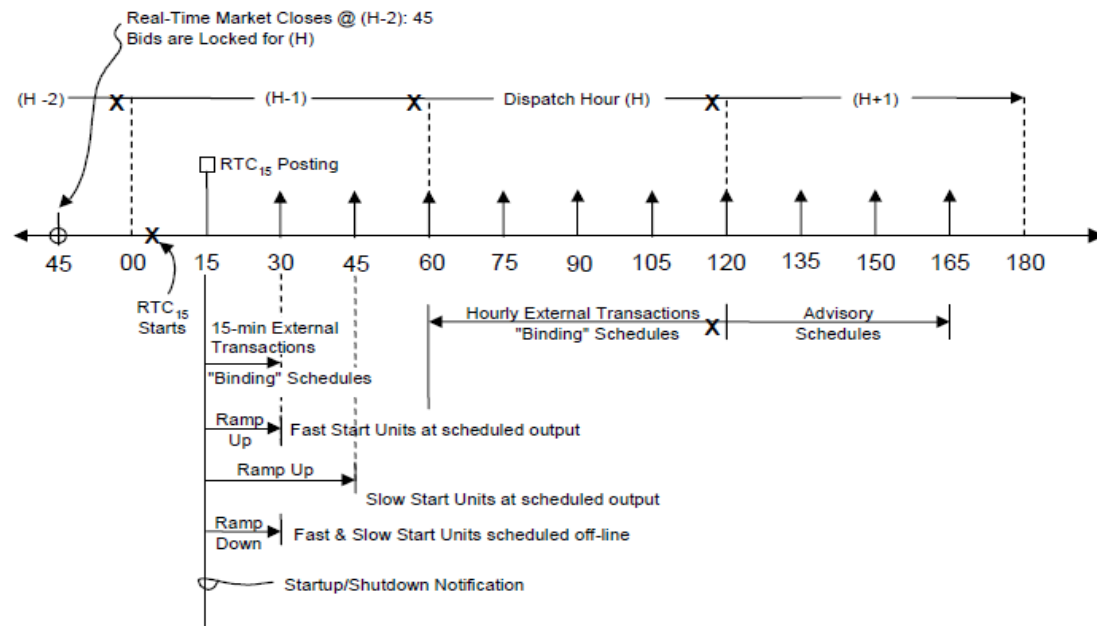 Real-Time Market Closes @ (H-2): 45
Bids are Locked for (H)
(H -2)
X
(H-1)
X
Dispatch Hour (H)
X
(H+1)
RTC15 Posting
X
45
00
15
30
45
60
75
90
105
120
135
150
165
180
RTC15
Starts
15-min External
Transactions
"Binding" Schedules
Hourly External Transactions
"Binding" Schedules
X
Advisory
Schedules
Ramp
Up
Fast Start Units at scheduled output
Ramp Up
Slow Start Units at scheduled output
Ramp
Down
Fast & Slow Start Units scheduled off-line
Startup/Shutdown Notification